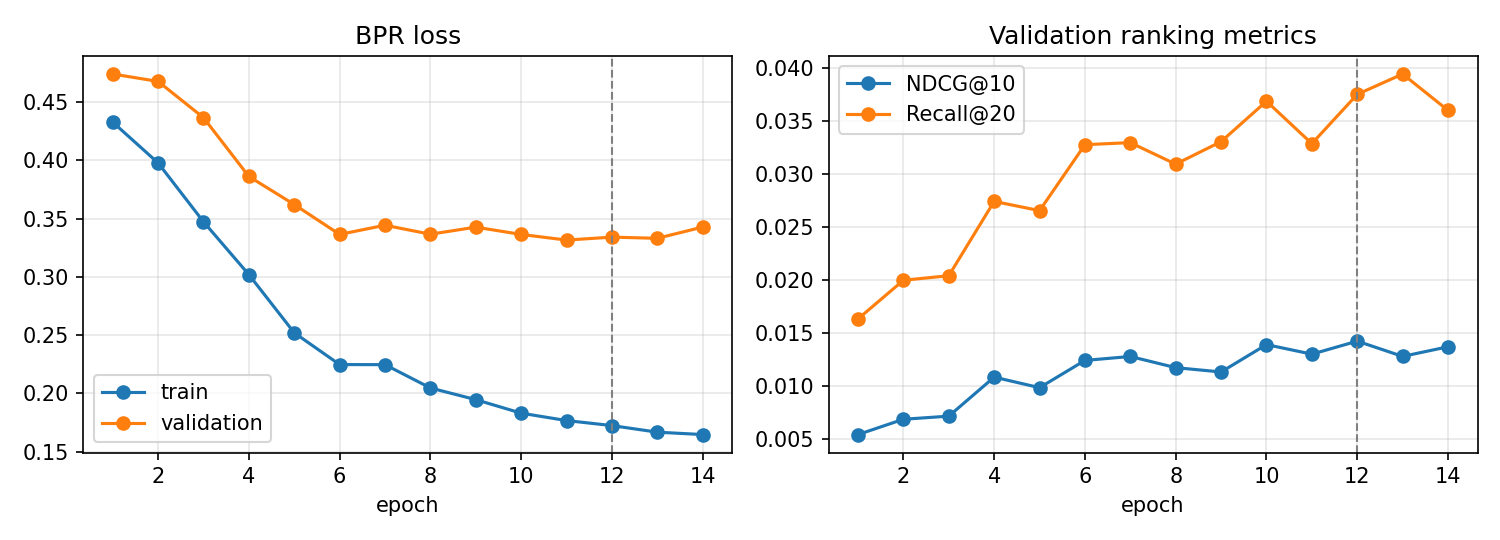 BPR loss
0.45
0.40
0.35
0.30
0.25
0.20
0.15
train
validation
2 4 6 8 10 12 14
epoch
Validation ranking metrics
NDCG@10
Recall@20
0.040
0.035
0.030
0.025
0.020
0.015
0.010
0.005
2 4 6 8 10 12 14
epoch